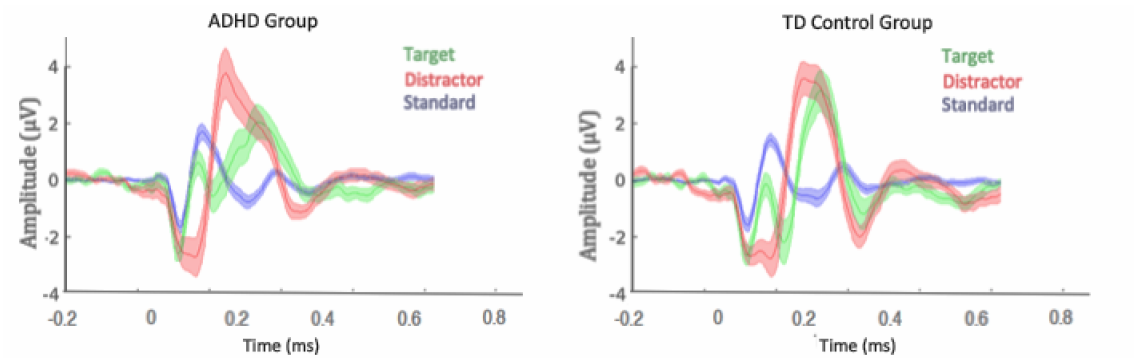 ADHD Group
Target
Distractor
Standard
Amplitude (µV)
4
2
0
-2
-4
-0.2 0 0.2 0.4 0.6 0.8
Time (ms)
TD Control Group
Target
Distractor
Standard
Amplitude (µV)
4
2
0
-2
-4
-0.2 0 0.2 0.4 0.6 0.8
Time (ms)